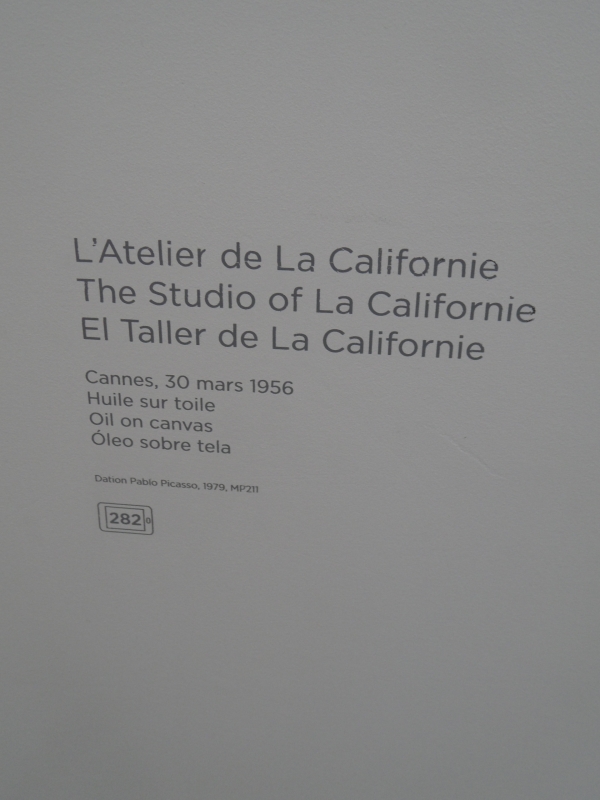 L'Atelier de La Californie
The Studio of La Californie
El Taller de La Californie
Cannes, 30 mars 1956
Huile sur toile
Oil on canvas
Óleo sobre tela
Dation Pablo Picasso, 1979, MP211
282